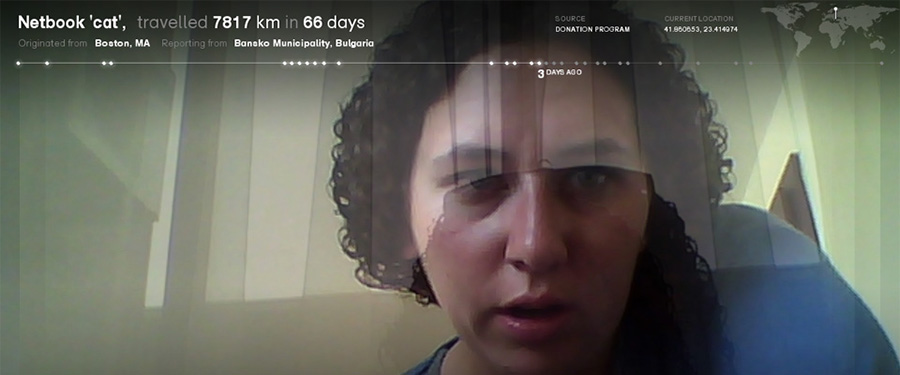 Netbook 'cat', travelled 7817 km in 66 days
Originated from Boston, MA Reporting from Bansko Municipality, Bulgaria
SOURCE
DONATION PROGRAM
CURRENT LOCATION
41.860653, 23.414974
3 DAYS AGO